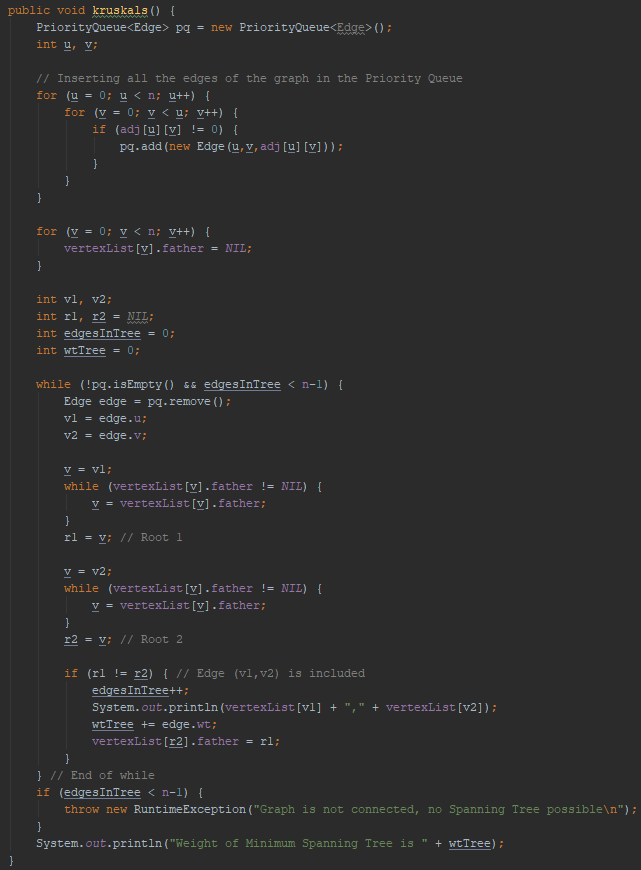 public void kruskals() {
    PriorityQueue<Edge> pq = new PriorityQueue<Edge>();
    int u, v;

    // Inserting all the edges of the graph in the Priority Queue
    for (u = 0; u < n; u++) {
        for (v = 0; v < u; v++) {
            if (adj[u][v] != 0) {
                pq.add(new Edge(u,v,adj[u][v]));
            }
        }
    }

    for (v = 0; v < n; v++) {
        vertexList[v].father = NIL;
    }

    int v1, v2;
    int r1, r2 = NIL;
    int edgesInTree = 0;
    int wtTree = 0;

    while (!pq.isEmpty() && edgesInTree < n-1) {
        Edge edge = pq.remove();
        v1 = edge.u;
        v2 = edge.v;

        v = v1;
        while (vertexList[v].father != NIL) {
            v = vertexList[v].father;
        }
        r1 = v; // Root 1

        v = v2;
        while (vertexList[v].father != NIL) {
            v = vertexList[v].father;
        }
        r2 = v; // Root 2

        if (r1 != r2) { // Edge (v1,v2) is included
            edgesInTree++;
            System.out.println(vertexList[v1] + "," + vertexList[v2]);
            wtTree += edge.wt;
            vertexList[r2].father = r1;
        }
    } // End of while
    if (edgesInTree < n-1) {
        throw new RuntimeException("Graph is not connected, no Spanning Tree possible\n");
    }
    System.out.println("Weight of Minimum Spanning Tree is " + wtTree);
}